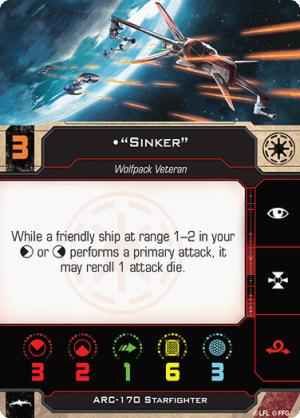 3
•“Sinker”
Wolfpack Veteran
While a friendly ship at range 1–2 in your
or performs a primary attack, it
may reroll 1 attack die.
3 2 1 6 3
ARC-170 Starfighter
©LFL ©FFG